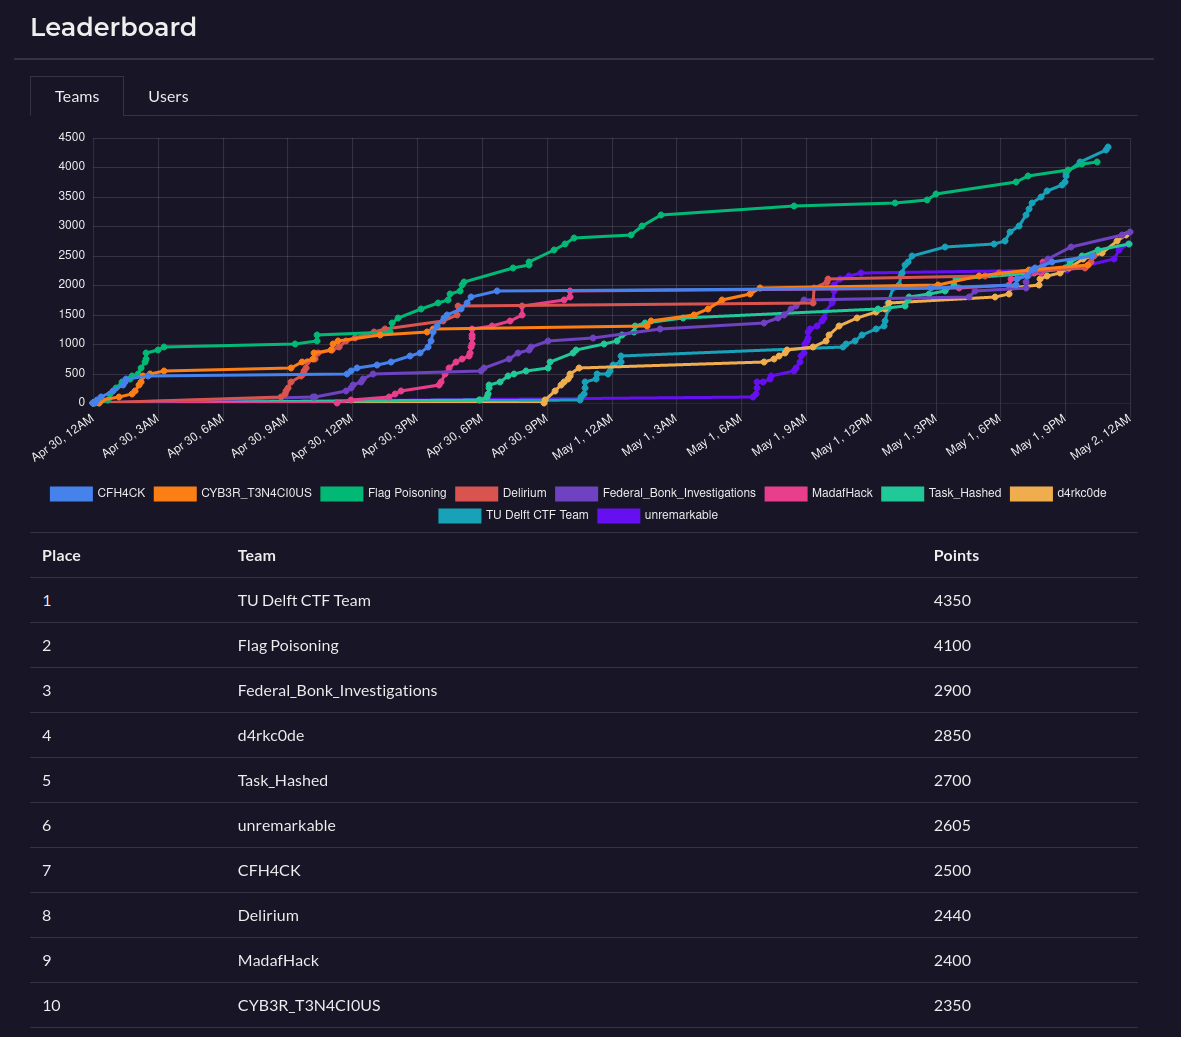 Leaderboard
Teams Users
4500
4000
3500
3000
2500
2000
1500
1000
500
0
Apr 30, 12AM Apr 30, 3AM Apr 30, 6AM Apr 30, 9AM Apr 30, 12PM Apr 30, 3PM Apr 30, 6PM Apr 30, 9PM May 1, 12AM May 1, 3AM May 1, 6AM May 1, 9AM May 1, 12PM May 1, 3PM May 1, 6PM May 1, 9PM May 2, 12AM
CFH4CK CYB3R_T3N4CI0US Flag Poisoning Delirium Federal_Bonk_Investigations MadafHack Task_Hashed d4rkc0de
TU Delft CTF Team unremarkable
Place Team Points
1 TU Delft CTF Team 4350
2 Flag Poisoning 4100
3 Federal_Bonk_Investigations 2900
4 d4rkc0de 2850
5 Task_Hashed 2700
6 unremarkable 2605
7 CFH4CK 2500
8 Delirium 2440
9 MadafHack 2400
10 CYB3R_T3N4CI0US 2350